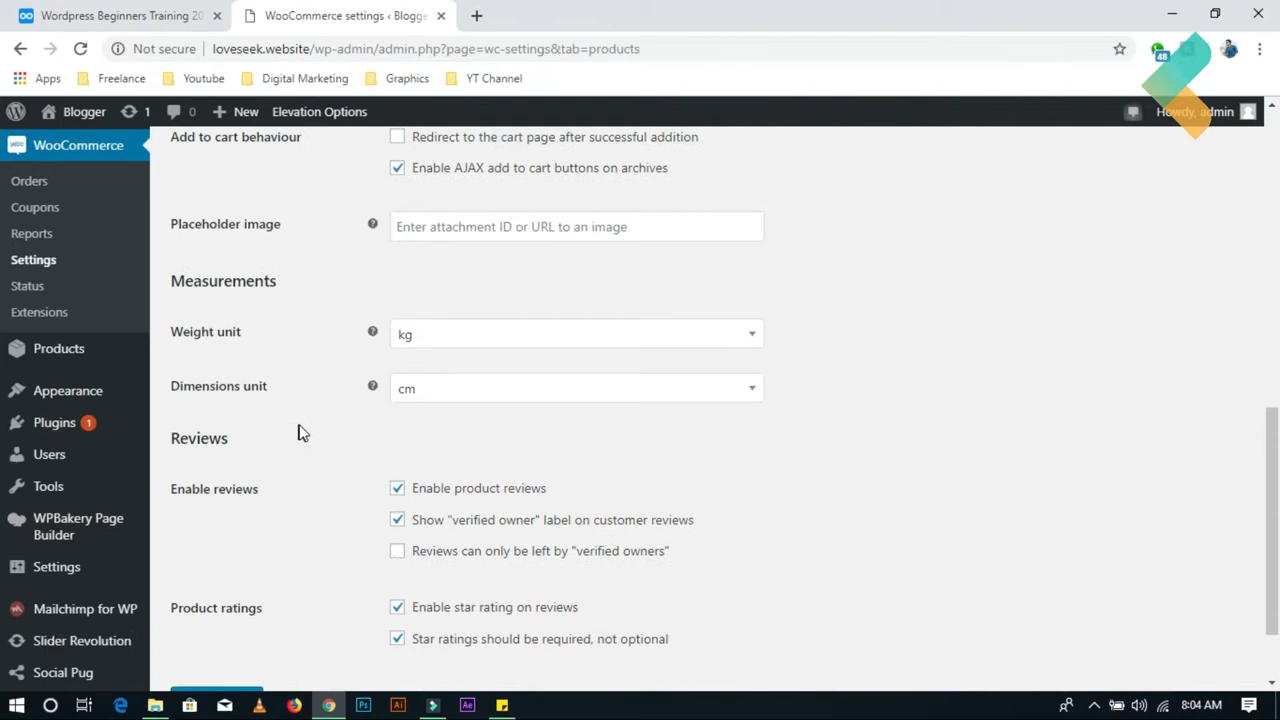 Wordpress Beginners Training 20
WooCommerce settings ‹ Blogge
Not secure
loveseek.website/wp-admin/admin.php?page=wc-settings&tab=products
48
Apps
Freelance
Youtube
Digital Marketing
Graphics
YT Channel
Blogger
1
0
New
Elevation Options
Howdy, admin
WooCommerce
Orders
Coupons
Reports
Settings
Status
Extensions
Products
Appearance
Plugins 1
Users
Tools
WPBakery Page
Builder
Settings
Mailchimp for WP
Slider Revolution
Social Pug
Add to cart behaviour
Redirect to the cart page after successful addition
Enable AJAX add to cart buttons on archives
Placeholder image
Enter attachment ID or URL to an image
Measurements
Weight unit
kg
Dimensions unit
cm
Reviews
Enable reviews
Enable product reviews
Show "verified owner" label on customer reviews
Reviews can only be left by "verified owners"
Product ratings
Enable star rating on reviews
Star ratings should be required, not optional
Ps
Ai
Ae
8:04 AM